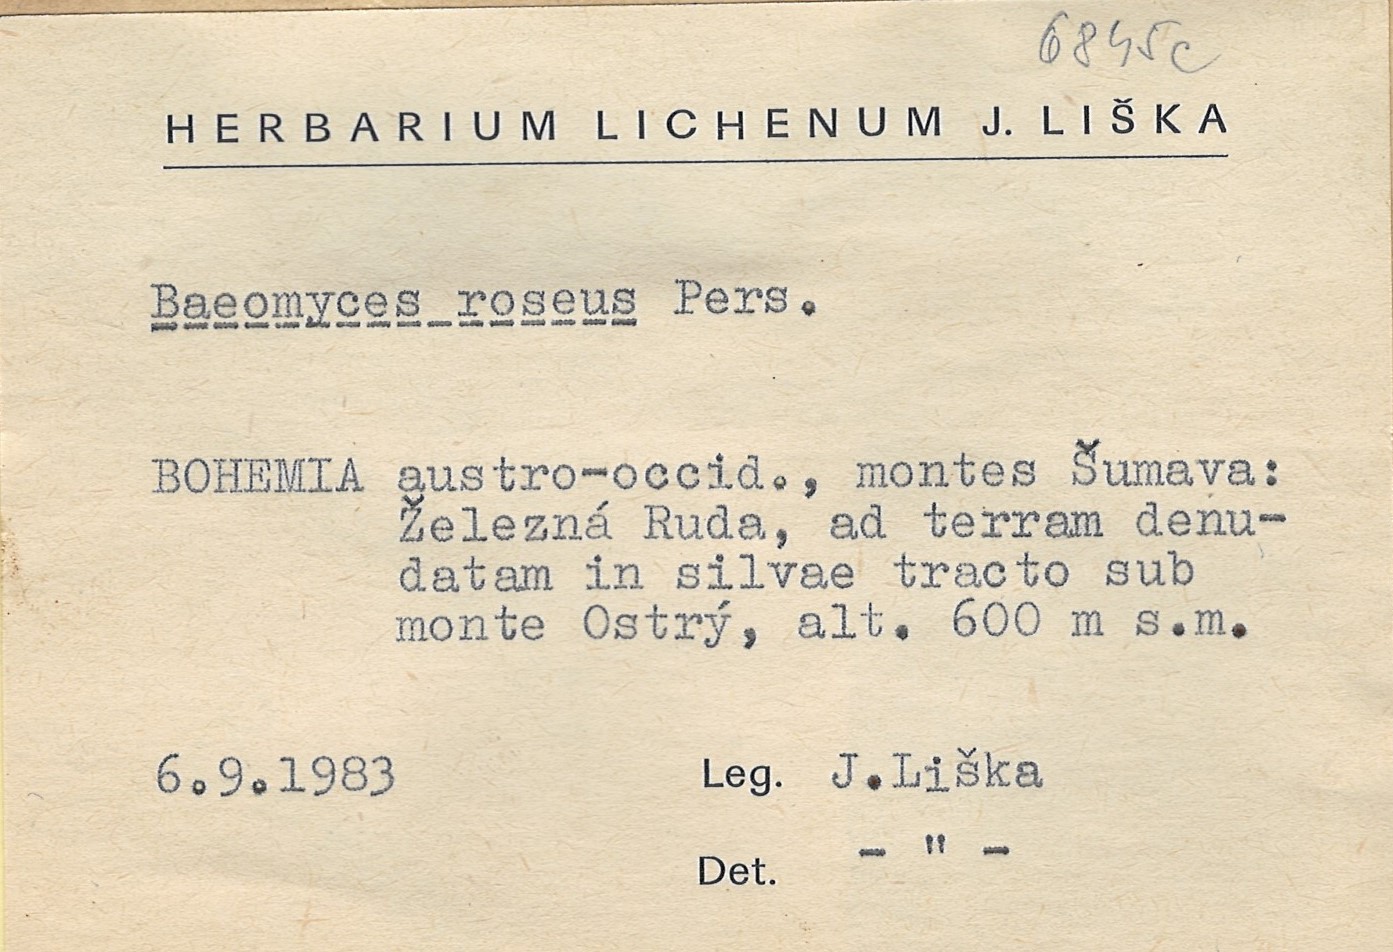 6845c
HERBARIUM LICHENUM J. LIŠKA
Baeomyces roseus Pers.
BOHEMIA austro-occid., montes Šumava:
Železná Ruda, ad terram denu-
datam in silvae tracto sub
monte Ostrý, alt. 600 m s.m.
6.9.1983 Leg. J.Liška
Det. - " -